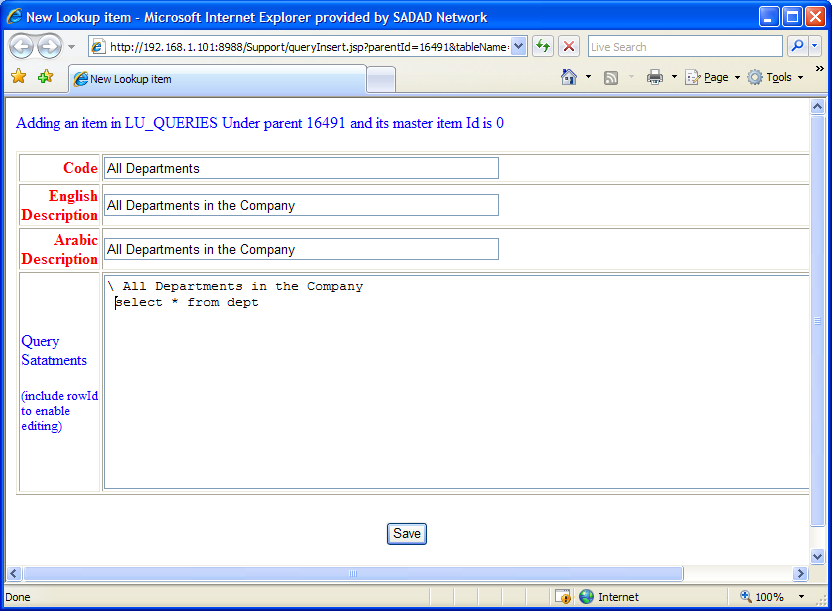 New Lookup item - Microsoft Internet Explorer provided by SADAD Network
http://192.168.1.101:8988/Support/queryInsert.jsp?parentId=16491&tableName
Live Search
New Lookup item
Page
Tools
»
Adding an item in LU_QUERIES Under parent 16491 and its master item Id is 0
Code
All Departments
English
Description
All Departments in the Company
Arabic
Description
All Departments in the Company
Query
Satatments
(include rowId
to enable
editing)
\ All Departments in the Company
select * from dept
Save
Done
Internet
100%